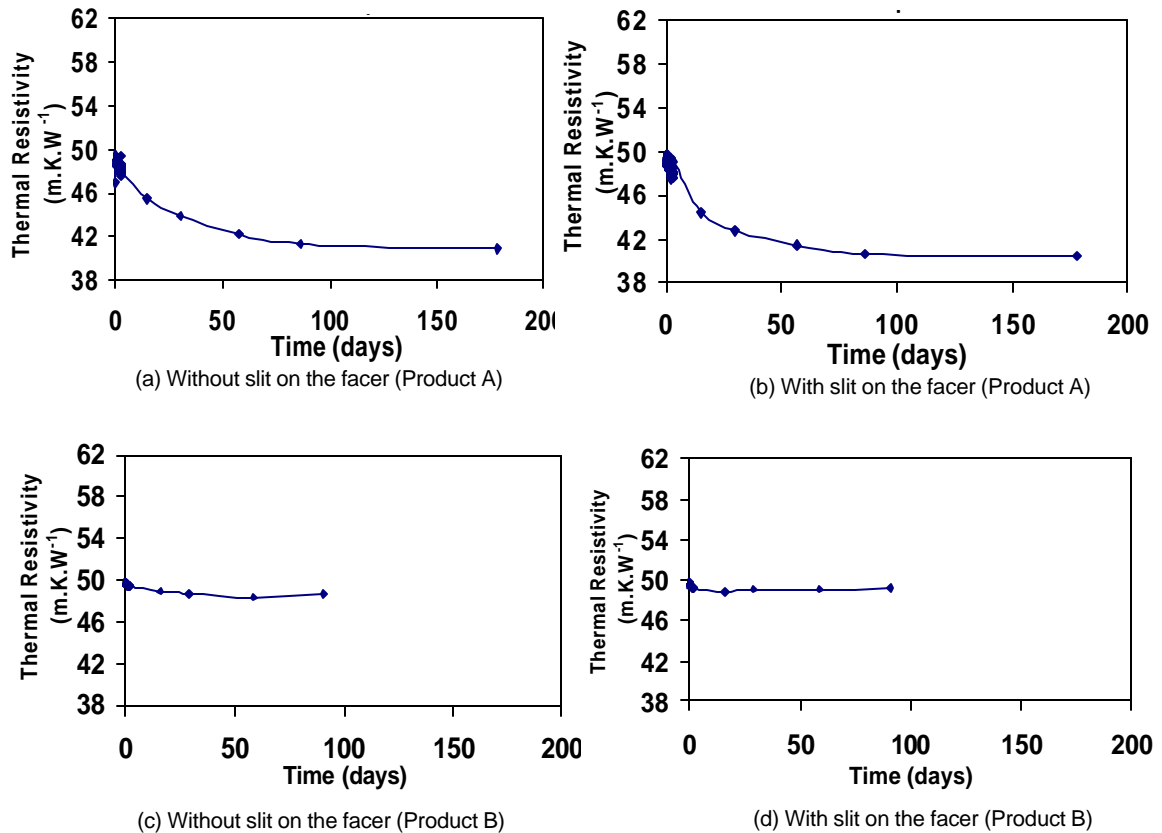 62
58
54
50
46
42
38
Thermal Resistivity
(m.K.W⁻¹)
0 50 100 150 200
Time (days)
(a) Without slit on the facer (Product A)
62
58
54
50
46
42
38
Thermal Resistivity
(m.K.W⁻¹)
0 50 100 150 200
Time (days)
(b) With slit on the facer (Product A)
62
58
54
50
46
42
38
Thermal Resistivity
(m.K.W⁻¹)
0 50 100 150 200
Time (days)
(c) Without slit on the facer (Product B)
62
58
54
50
46
42
38
Thermal Resistivity
(m.K.W⁻¹)
0 50 100 150 200
Time (days)
(d) With slit on the facer (Product B)